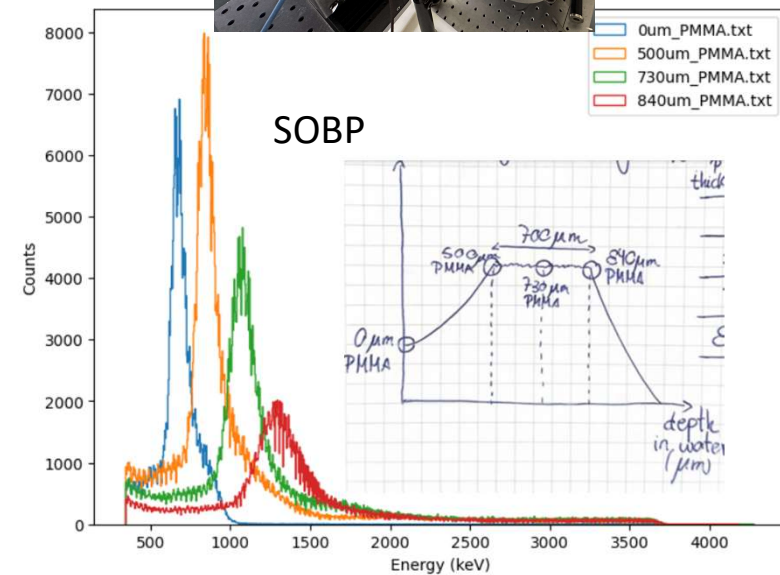 8000
7000
6000
5000
4000
3000
2000
1000
0
Counts
500
1000
1500
2000
2500
3000
3500
4000
Energy (keV)
0um_PMMA.txt
500um_PMMA.txt
730um_PMMA.txt
840um_PMMA.txt
SOBP
700μm
500μm
PMMA
730μm
PMMA
840μm
PMMA
0μm
PMMA
depth
in water
(μm)